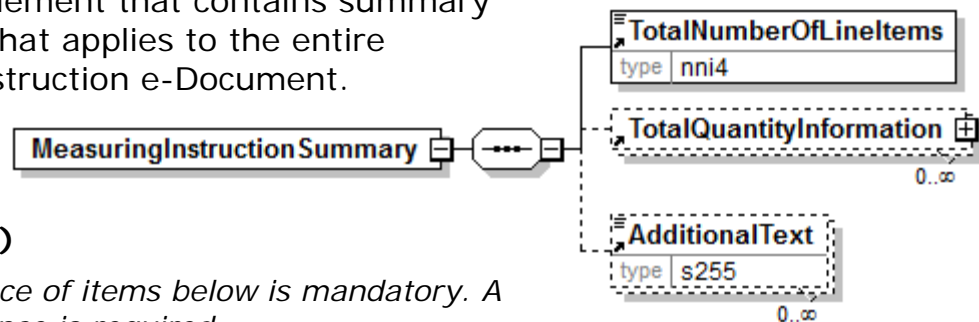 ement that contains summary
hat applies to the entire
struction e-Document.
)
ce of items below is mandatory. A
MeasuringInstructionSummary
TotalNumberOfLineItems
type nni4
TotalQuantityInformation
0..∞
AdditionalText
type s255
0..∞